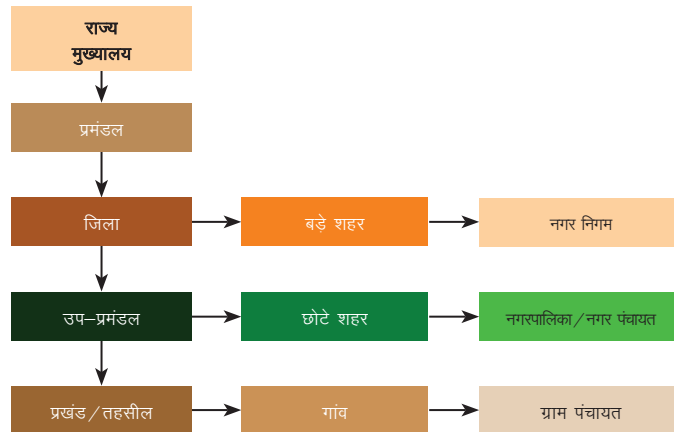 राज्य
मुख्यालय
प्रमंडल
जिला
बड़े शहर
नगर निगम
उप–प्रमंडल
छोटे शहर
नगरपालिका/नगर पंचायत
प्रखंड/तहसील
गांव
ग्राम पंचायत